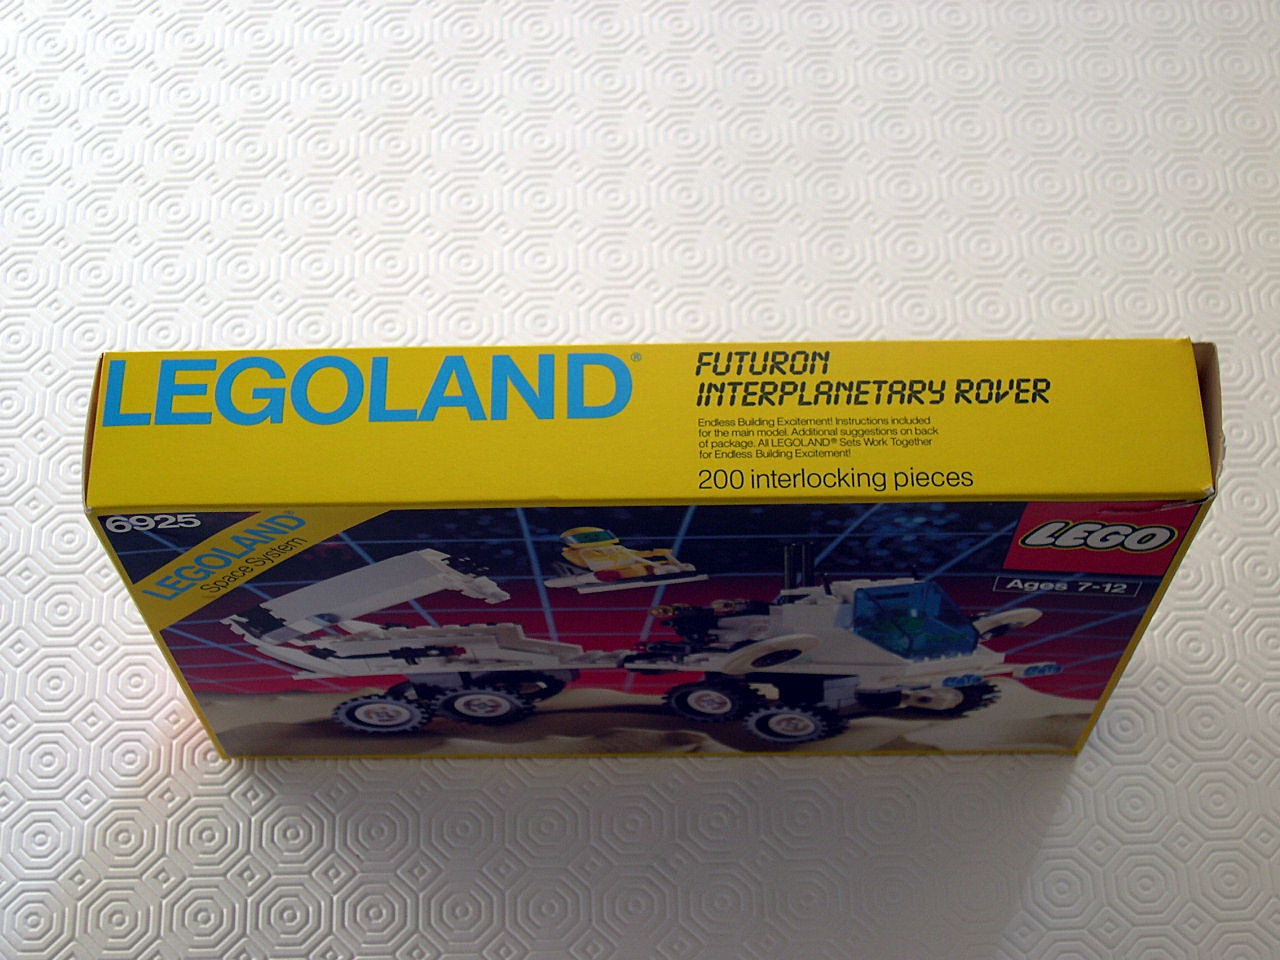 LEGOLAND®
FUTURON
INTERPLANETARY ROVER
Endless Building Excitement! Instructions included
for the main model. Additional suggestions on back
of package. All LEGOLAND® Sets Work Together
for Endless Building Excitement!
200 interlocking pieces
6925
LEGOLAND®
Space System
LEGO
Ages 7-12